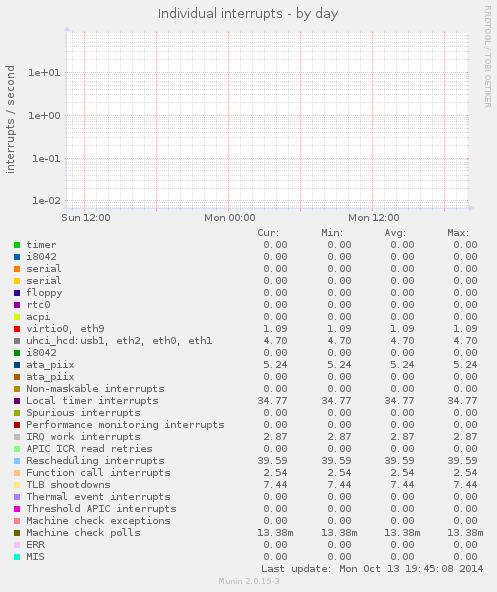 Individual interrupts - by day
RRDTOOL / TOBI OETIKER
interrupts / second
1e+01
1e+00
1e-01
1e-02
Sun 12:00 Mon 00:00 Mon 12:00
Cur: Min: Avg: Max:
timer 0.00 0.00 0.00 0.00
i8042 0.00 0.00 0.00 0.00
serial 0.00 0.00 0.00 0.00
serial 0.00 0.00 0.00 0.00
floppy 0.00 0.00 0.00 0.00
rtc0 0.00 0.00 0.00 0.00
acpi 0.00 0.00 0.00 0.00
virtio0, eth9 1.09 1.09 1.09 1.09
uhci_hcd:usb1, eth2, eth0, eth1 4.70 4.70 4.70 4.70
i8042 0.00 0.00 0.00 0.00
ata_piix 5.24 5.24 5.24 5.24
ata_piix 0.00 0.00 0.00 0.00
Non-maskable interrupts 0.00 0.00 0.00 0.00
Local timer interrupts 34.77 34.77 34.77 34.77
Spurious interrupts 0.00 0.00 0.00 0.00
Performance monitoring interrupts 0.00 0.00 0.00 0.00
IRQ work interrupts 2.87 2.87 2.87 2.87
APIC ICR read retries 0.00 0.00 0.00 0.00
Rescheduling interrupts 39.59 39.59 39.59 39.59
Function call interrupts 2.54 2.54 2.54 2.54
TLB shootdowns 7.44 7.44 7.44 7.44
Thermal event interrupts 0.00 0.00 0.00 0.00
Threshold APIC interrupts 0.00 0.00 0.00 0.00
Machine check exceptions 0.00 0.00 0.00 0.00
Machine check polls 13.38m 13.38m 13.38m 13.38m
ERR 0.00 0.00 0.00 0.00
MIS 0.00 0.00 0.00 0.00
Last update: Mon Oct 13 19:45:08 2014
Munin 2.0.19-3